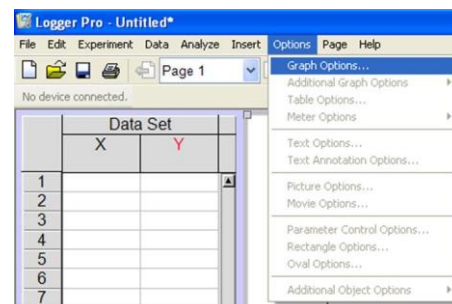 Logger Pro - Untitled*
File Edit Experiment Data Analyze Insert Options Page Help
Page 1
No device connected.
Data Set
X Y
1
2
3
4
5
6
7
Graph Options...
Additional Graph Options
Table Options...
Meter Options
Text Options...
Text Annotation Options...
Picture Options...
Movie Options...
Parameter Control Options...
Rectangle Options...
Oval Options...
Additional Object Options